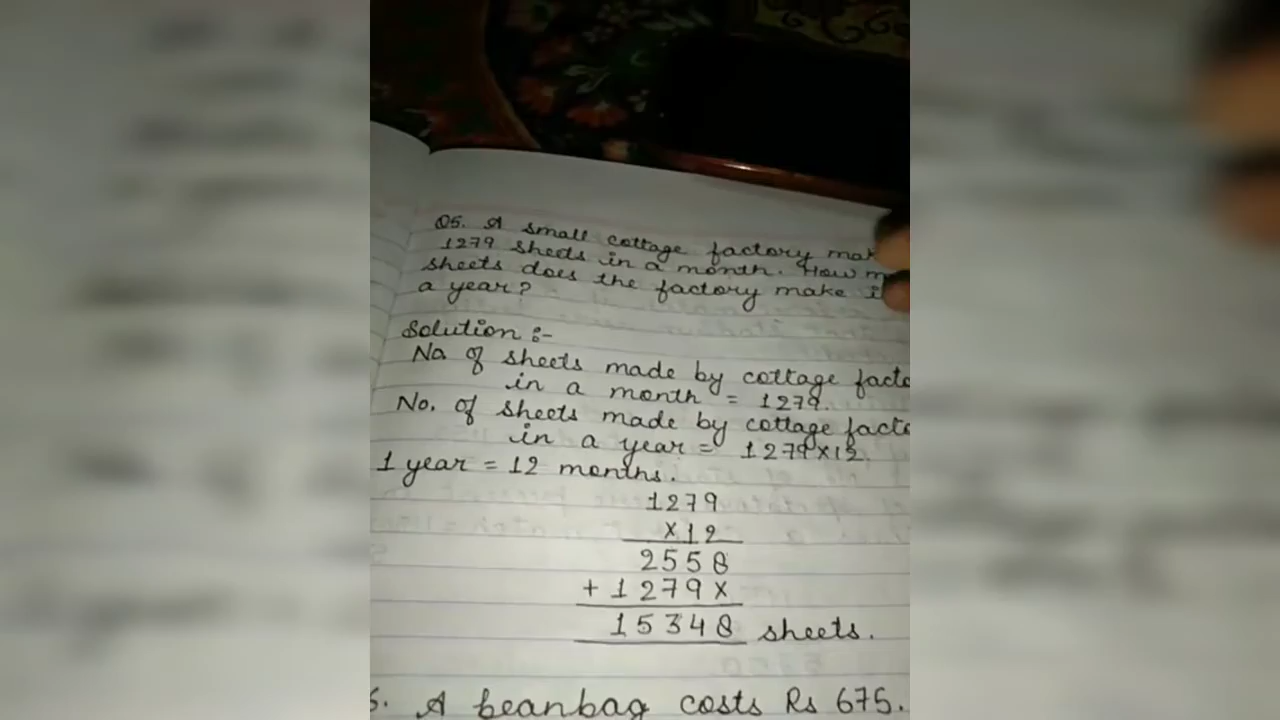 Q5. A small cottage factory
1279 sheets in a month. How
sheets does the factory make
a year?
Solution :-
No of sheets made by cottage
in a month = 1279.
No. of sheets made by cottage
in a year = 1279×12
1 year = 12 months.
1279
×12
2558
+ 1279×
15348 sheets.
. A beanbag costs Rs 675.